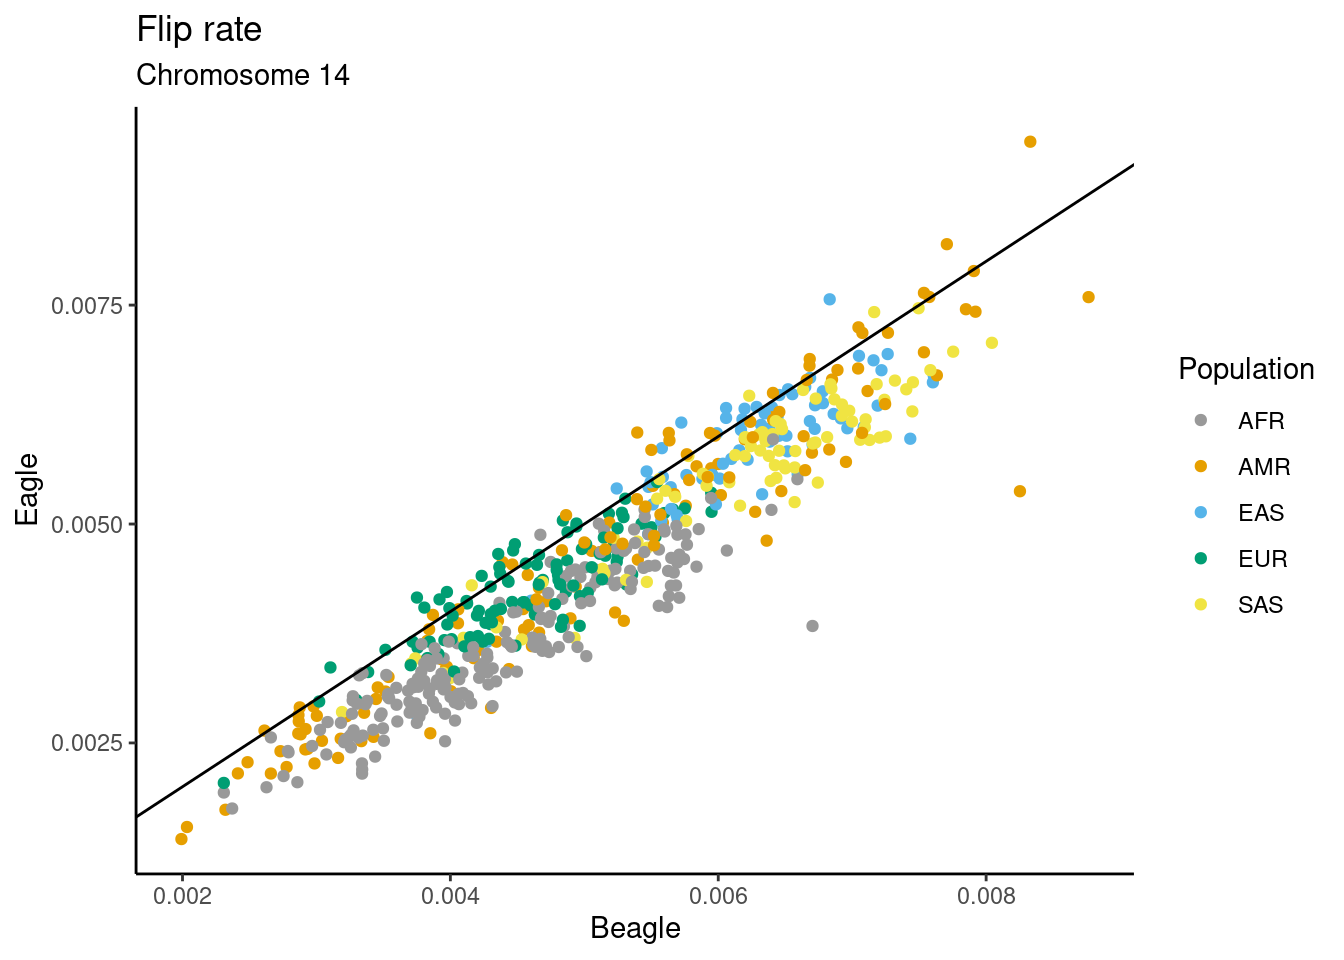 Flip rate
Chromosome 14
0.0075
0.0050
0.0025
Eagle
0.002
0.004
0.006
0.008
Beagle
Population
AFR
AMR
EAS
EUR
SAS